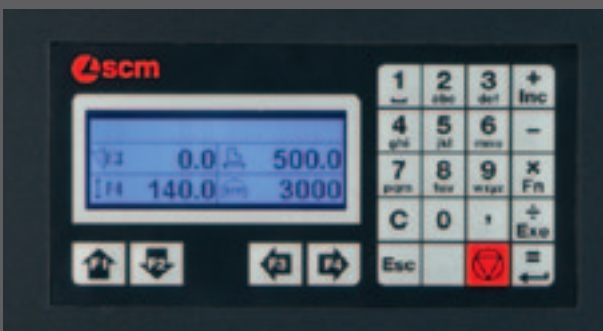 scm
F3 0.0 500.0
F4 140.0 3000
F1 F2 F3 F4
1 2 abc 3 def + Inc
4 ghi 5 jkl 6 mno -
7 pqrs 8 tuv 9 wxyz × Fn
C 0 , ÷ Exe
Esc =